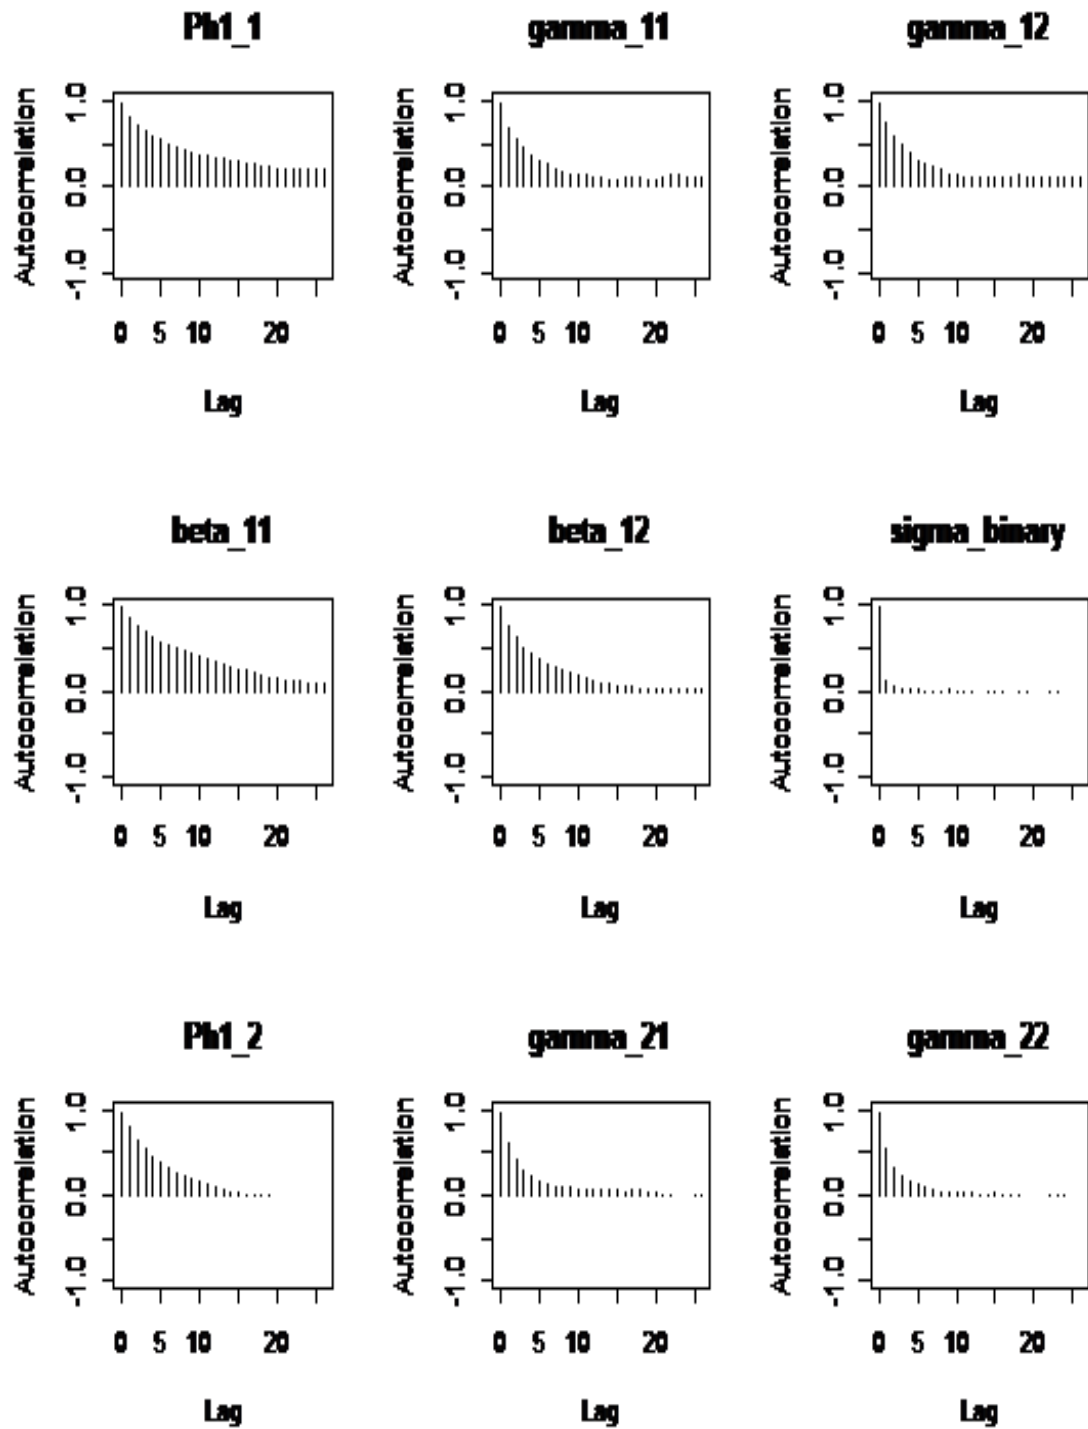 Ph1_1 gamma_11 gamma_12
Autocorrelation Autocorrelation Autocorrelation
1.0 1.0 1.0
0.0 0.0 0.0
-1.0 -1.0 -1.0
0 5 10 20 0 5 10 20 0 5 10 20
Lag Lag Lag
beta_11 beta_12 sigma_binary
Autocorrelation Autocorrelation Autocorrelation
1.0 1.0 1.0
0.0 0.0 0.0
-1.0 -1.0 -1.0
0 5 10 20 0 5 10 20 0 5 10 20
Lag Lag Lag
Ph1_2 gamma_21 gamma_22
Autocorrelation Autocorrelation Autocorrelation
1.0 1.0 1.0
0.0 0.0 0.0
-1.0 -1.0 -1.0
0 5 10 20 0 5 10 20 0 5 10 20
Lag Lag Lag